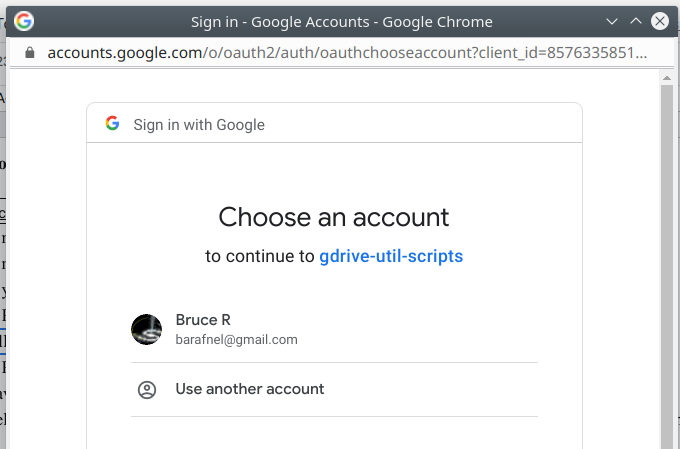 Sign in - Google Accounts - Google Chrome
accounts.google.com/o/oauth2/auth/oauthchooseaccount?client_id=8576335851...
Sign in with Google
Choose an account
to continue to gdrive-util-scripts
Bruce R
barafnel@gmail.com
Use another account